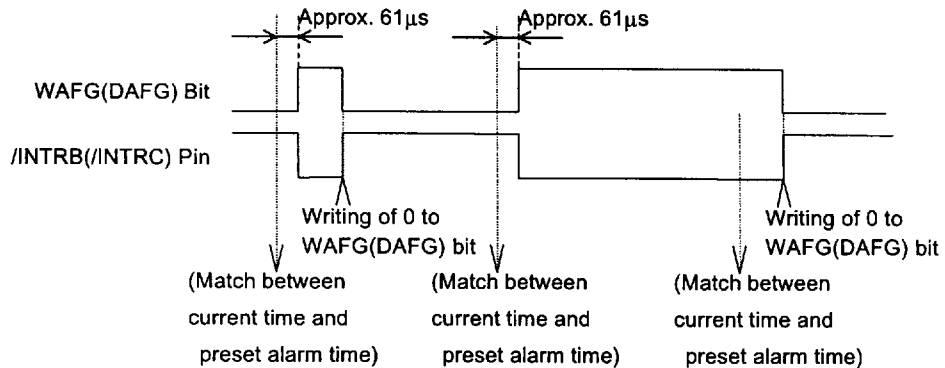 Approx. 61μs
Approx. 61μs
WAFG(DAFG) Bit
/INTRB(/INTRC) Pin
Writing of 0 to
WAFG(DAFG) bit
Writing of 0 to
WAFG(DAFG) bit
(Match between
current time and
preset alarm time)
(Match between
current time and
preset alarm time)
(Match between
current time and
preset alarm time)